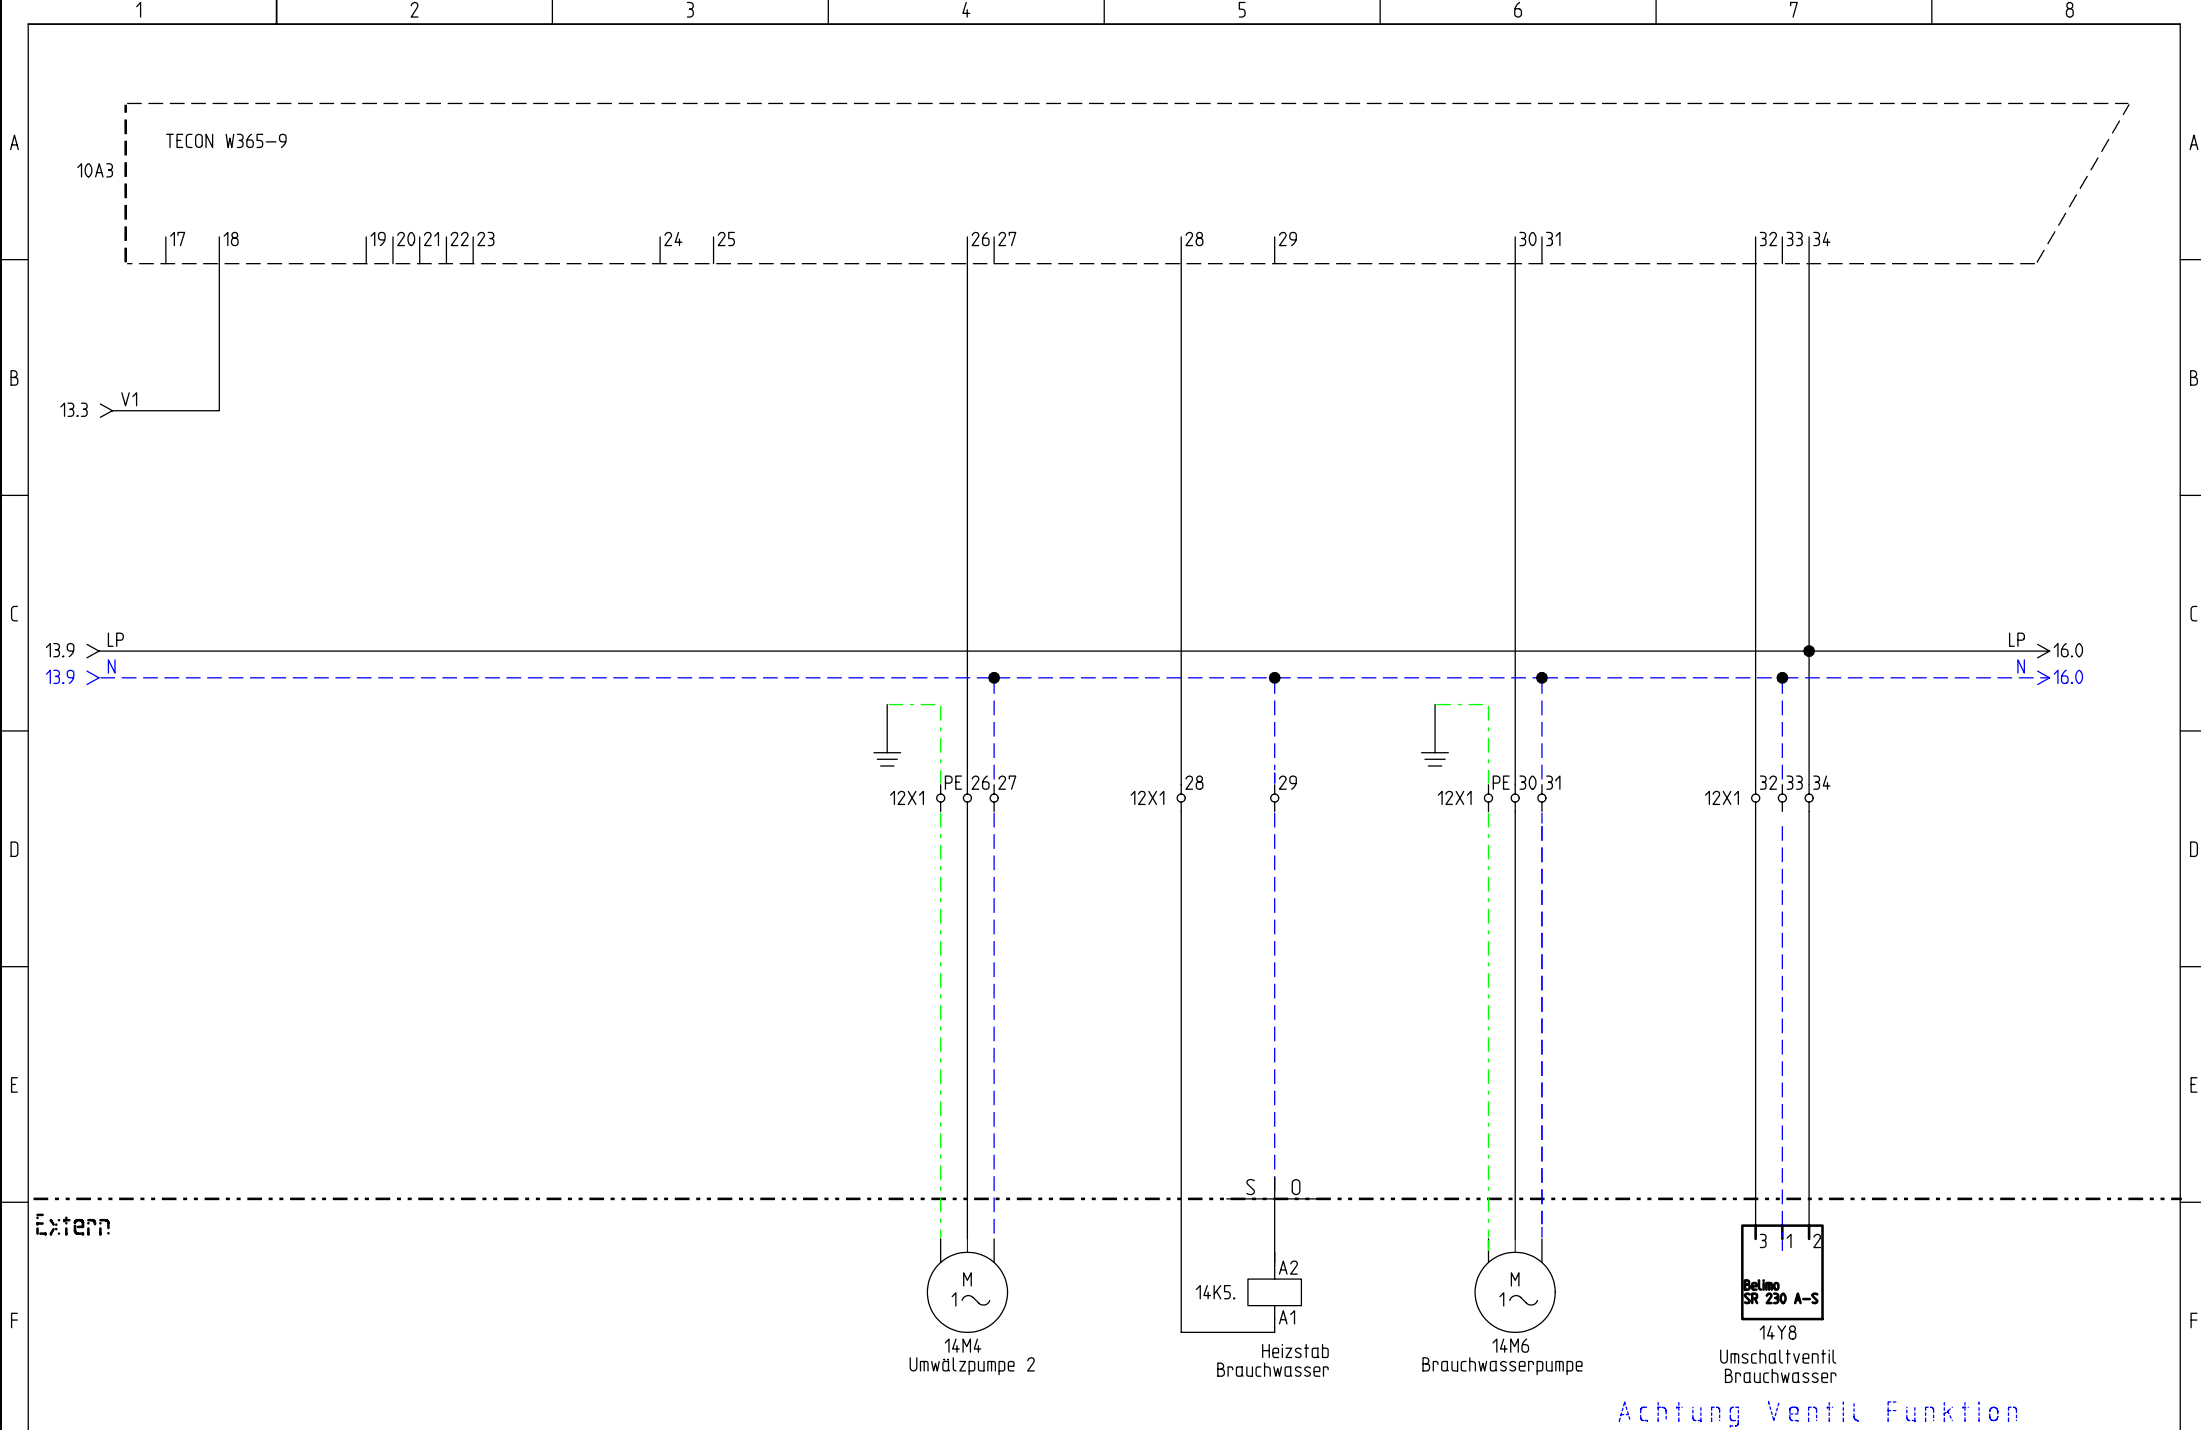 1 2 3 4 5 6 7 8
A TECON W365-9 A
10A3
17 18 19 20 21 22 23 24 25 26 27 28 29 30 31 32 33 34
B B
13.3 V1
C C
13.9 LP LP 16.0
13.9 N N 16.0
12X1 PE 26 27 12X1 28 29 12X1 PE 30 31 12X1 32 33 34
D D
E E
S O
Extern
3 1 2
M 1 A2 M 1
14K5.
Belimo
SR 230 A-S
A1
F F
14M4
Umwälzpumpe 2
Heizstab
Brauchwasser
14M6
Brauchwasserpumpe
14Y8
Umschaltventil
Brauchwasser
Achtung Ventil Funktion